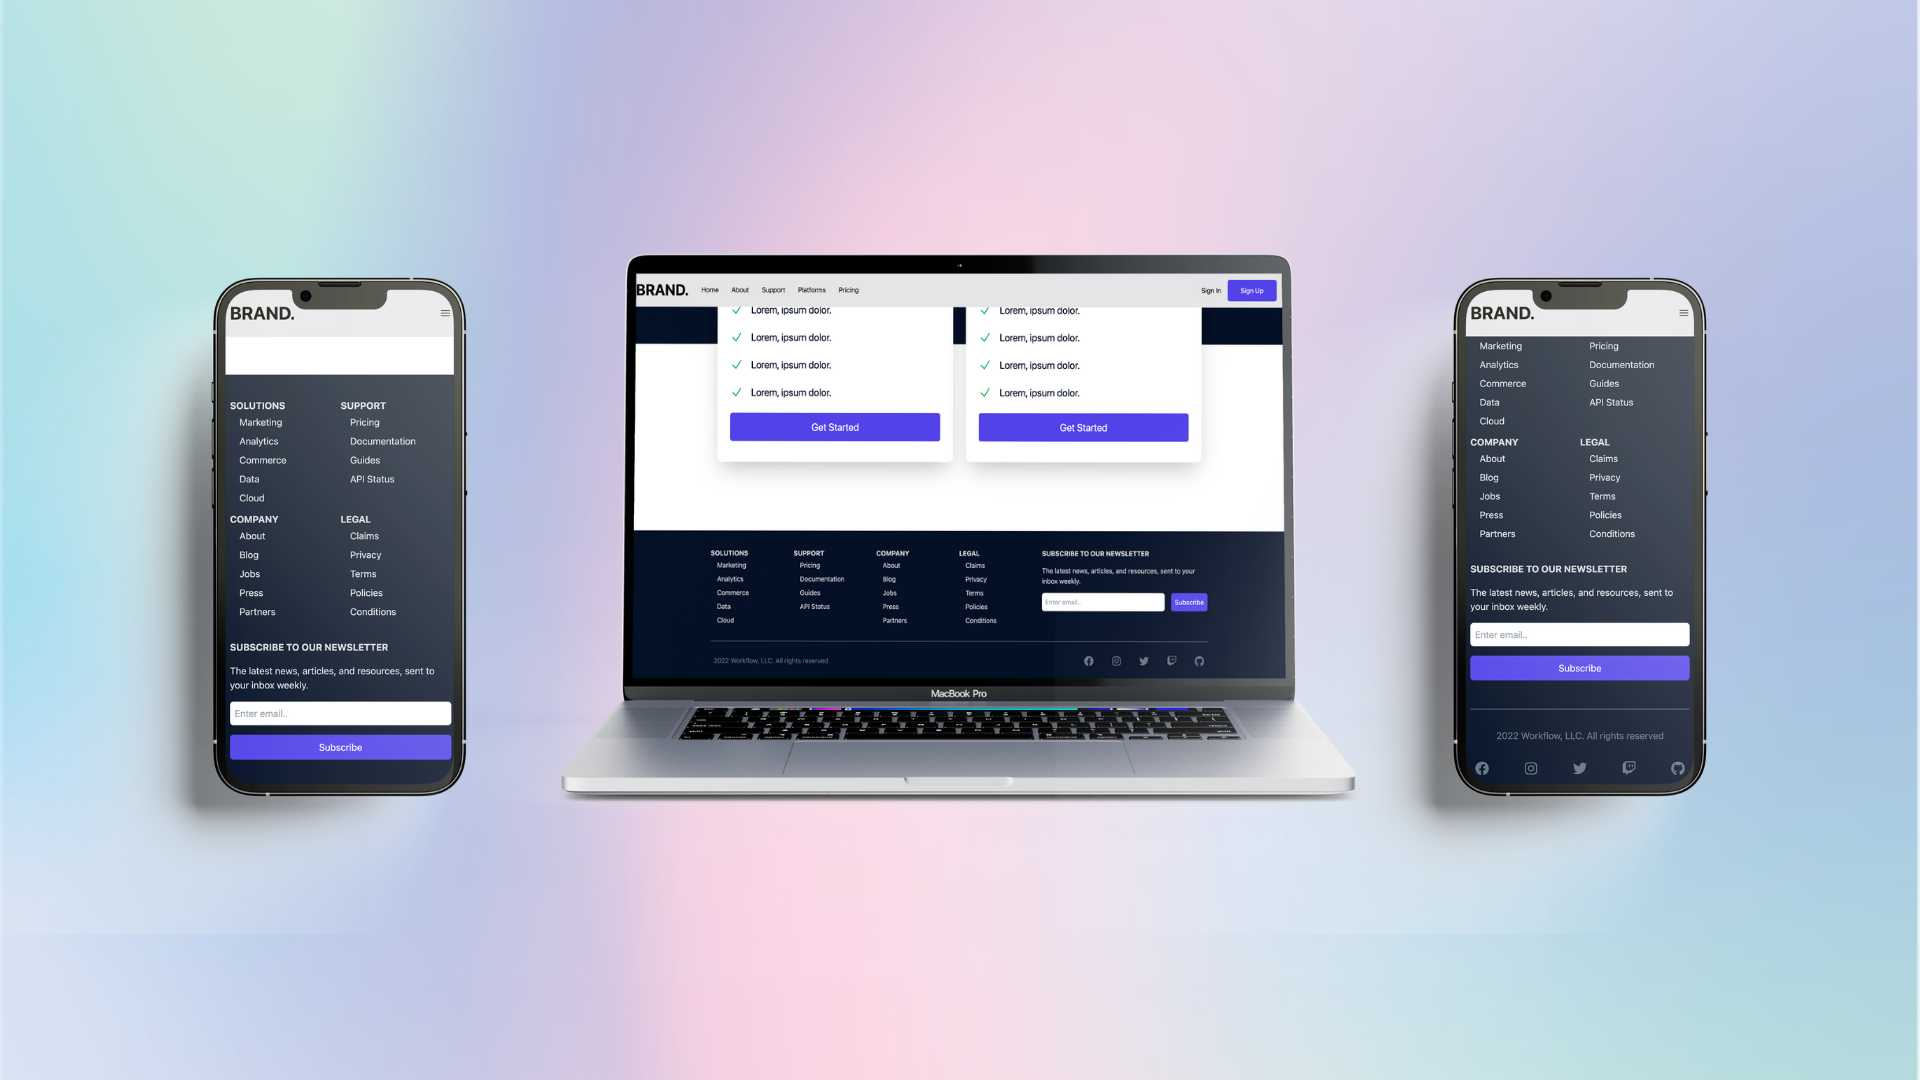 BRAND.
SOLUTIONS
Marketing
Analytics
Commerce
Data
Cloud
SUPPORT
Pricing
Documentation
Guides
API Status
COMPANY
About
Blog
Jobs
Press
Partners
LEGAL
Claims
Privacy
Terms
Policies
Conditions
SUBSCRIBE TO OUR NEWSLETTER
The latest news, articles, and resources, sent to
your inbox weekly.
Enter email..
Subscribe
BRAND.
Home
About
Support
Platforms
Pricing
Sign In
Sign Up
Lorem, ipsum dolor.
Lorem, ipsum dolor.
Lorem, ipsum dolor.
Lorem, ipsum dolor.
Get Started
Lorem, ipsum dolor.
Lorem, ipsum dolor.
Lorem, ipsum dolor.
Lorem, ipsum dolor.
Get Started
SOLUTIONS
Marketing
Analytics
Commerce
Data
Cloud
SUPPORT
Pricing
Documentation
Guides
API Status
COMPANY
About
Blog
Jobs
Press
Partners
LEGAL
Claims
Privacy
Terms
Policies
Conditions
SUBSCRIBE TO OUR NEWSLETTER
The latest news, articles, and resources, sent to your
inbox weekly.
Enter email..
Subscribe
2022 Workflow, LLC. All rights reserved
MacBook Pro
BRAND.
Marketing
Analytics
Commerce
Data
Cloud
Pricing
Documentation
Guides
API Status
COMPANY
About
Blog
Jobs
Press
Partners
LEGAL
Claims
Privacy
Terms
Policies
Conditions
SUBSCRIBE TO OUR NEWSLETTER
The latest news, articles, and resources, sent to
your inbox weekly.
Enter email..
Subscribe
2022 Workflow, LLC. All rights reserved